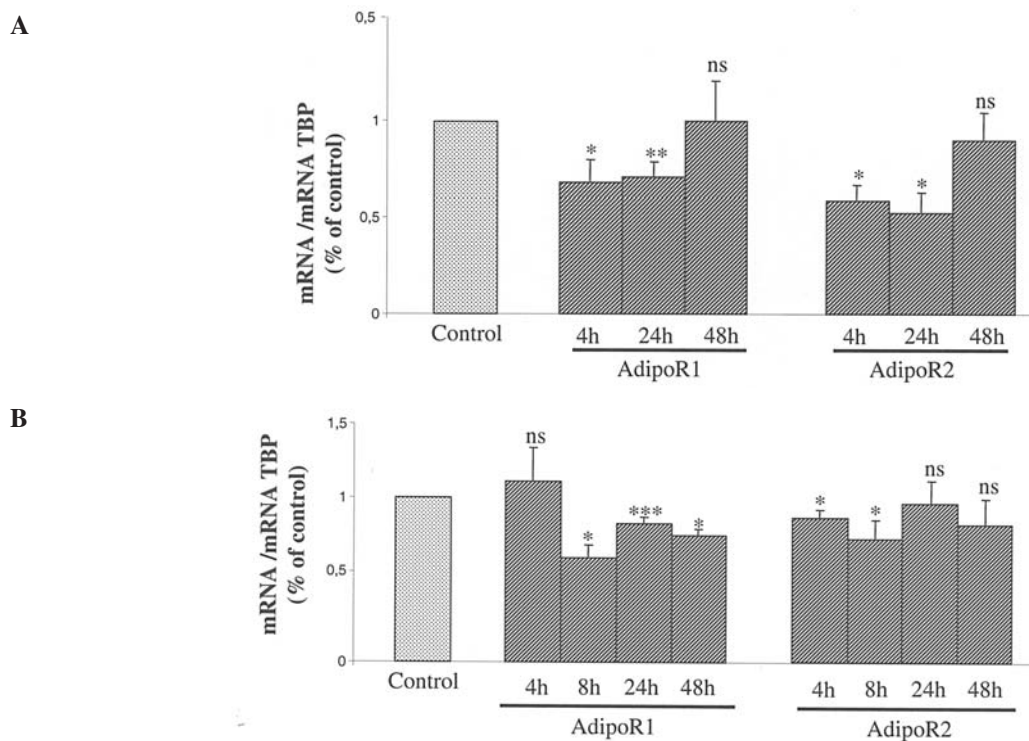 A
mRNA /mRNA TBP
(% of control)
0,5
1
0,5
0
* ** ns
* * ns
Control
4h 24h 48h
4h 24h 48h
AdipoR1
AdipoR2
B
mRNA /mRNA TBP
(% of control)
1,5
1
0,5
0
ns * *** *
* * ns ns
Control
4h 8h 24h 48h
4h 8h 24h 48h
AdipoR1
AdipoR2